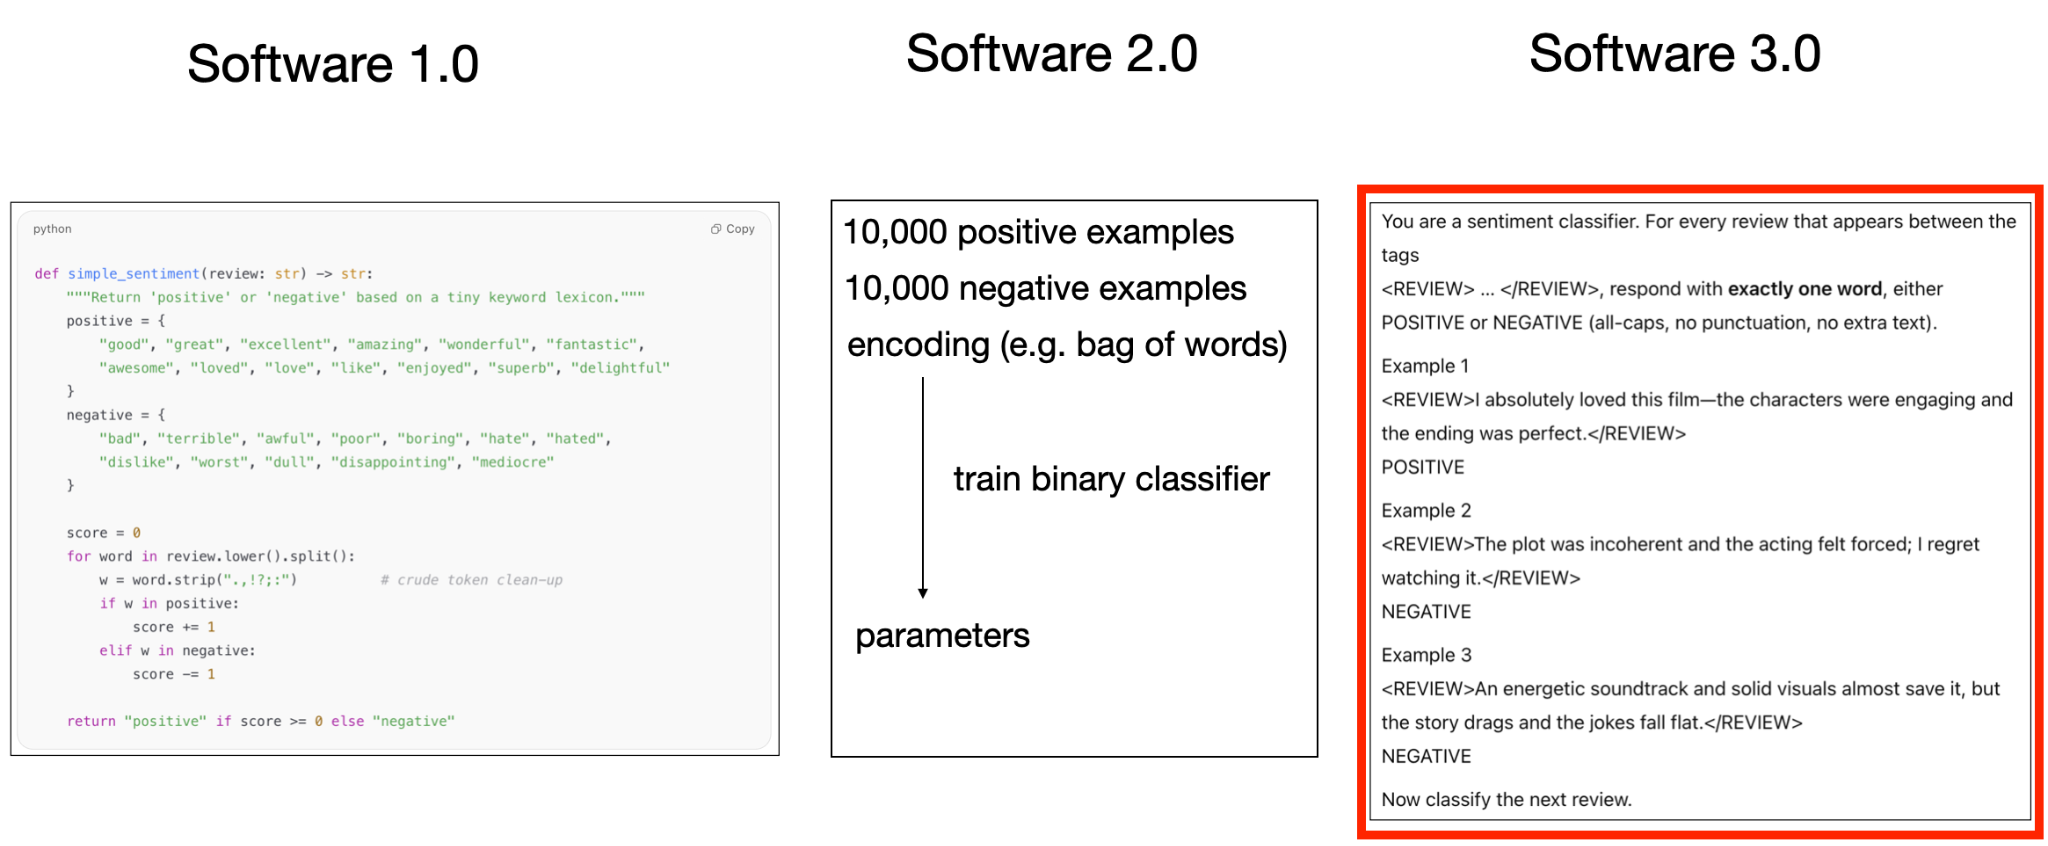 Software 1.0
python
Copy
def simple_sentiment(review: str) -> str:
    """Return 'positive' or 'negative' based on a tiny keyword lexicon."""
    positive = {
        "good", "great", "excellent", "amazing", "wonderful", "fantastic",
        "awesome", "loved", "love", "like", "enjoyed", "superb", "delightful"
    }
    negative = {
        "bad", "terrible", "awful", "poor", "boring", "hate", "hated",
        "dislike", "worst", "dull", "disappointing", "mediocre"
    }
    score = 0
    for word in review.lower().split():
        w = word.strip(".,!?;:")          # crude token clean-up
        if w in positive:
            score += 1
        elif w in negative:
            score -= 1
    return "positive" if score >= 0 else "negative"
Software 2.0
10,000 positive examples
10,000 negative examples
encoding (e.g. bag of words)
train binary classifier
parameters
Software 3.0
You are a sentiment classifier. For every review that appears between the
tags
<REVIEW> ... </REVIEW>, respond with exactly one word, either
POSITIVE or NEGATIVE (all-caps, no punctuation, no extra text).
Example 1
<REVIEW>I absolutely loved this film—the characters were engaging and
the ending was perfect.</REVIEW>
POSITIVE
Example 2
<REVIEW>The plot was incoherent and the acting felt forced; I regret
watching it.</REVIEW>
NEGATIVE
Example 3
<REVIEW>An energetic soundtrack and solid visuals almost save it, but
the story drags and the jokes fall flat.</REVIEW>
NEGATIVE
Now classify the next review.